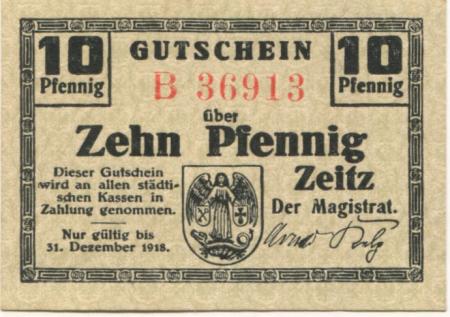 10 Pfennig
GUTSCHEIN
10 Pfennig
B 36913
über
Zehn Pfennig
Dieser Gutschein
wird an allen städti-
schen Kassen in
Zahlung genommen.
Nur gültig bis
31. Dezember 1918.
Zeitz
Der Magistrat.